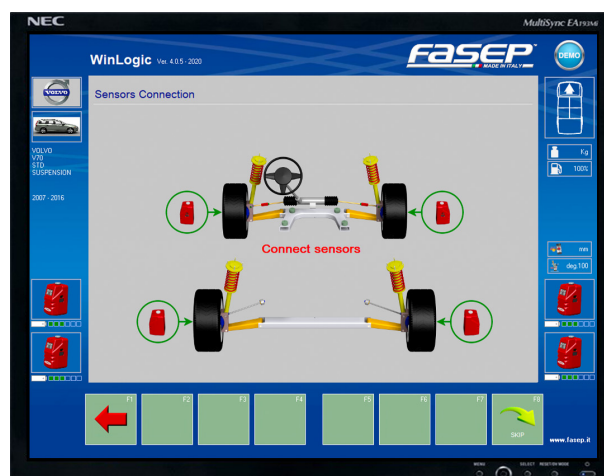 NEC
MultiSync EA193Mi
WinLogic Ver. 4.0.5 - 2020
FASEP
MADE IN ITALY
DEMO
Sensors Connection
VOLVO
VOLVO
V70
STD
SUSPENSION
2007 - 2016
Kg
100%
Connect sensors
mm
deg.100
F1
F2
F3
F4
F5
F6
F7
F8
SKIP
www.fasep.it
MENU
SELECT